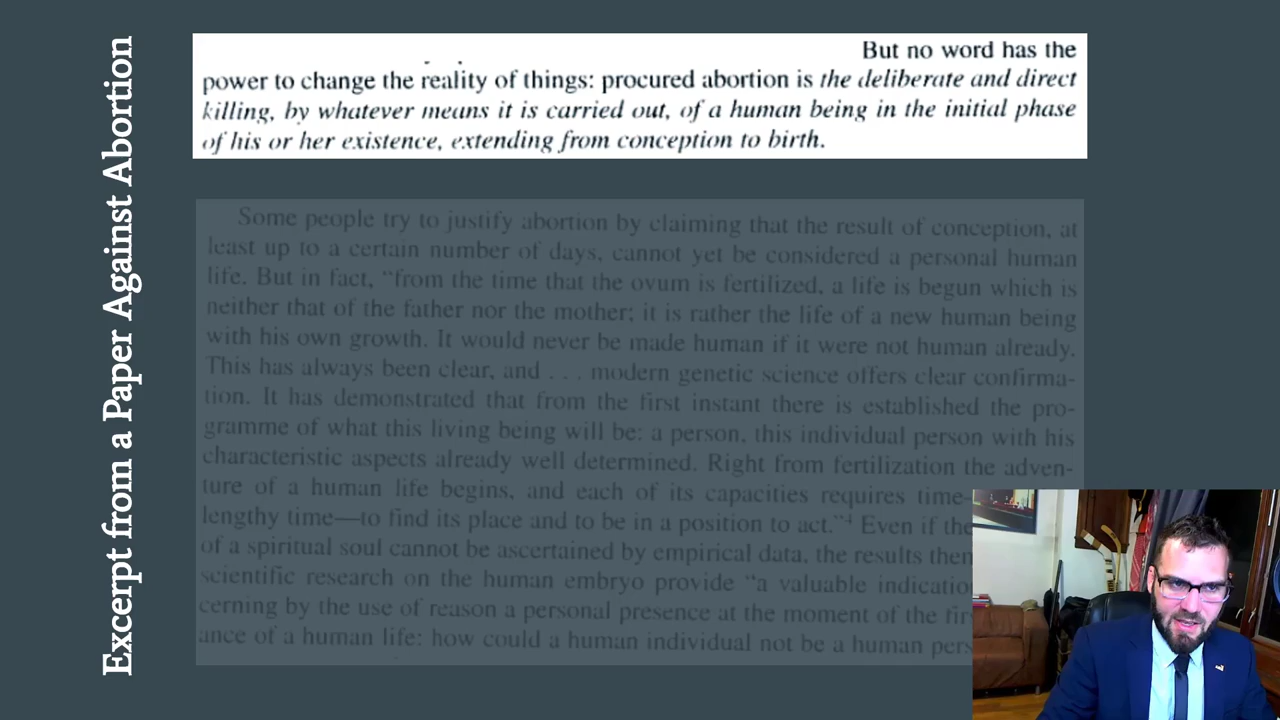 Excerpt from a Paper Against Abortion
But no word has the
power to change the reality of things: procured abortion is the deliberate and direct
killing, by whatever means it is carried out, of a human being in the initial phase
of his or her existence, extending from conception to birth.
Some people try to justify abortion by claiming that the result of conception, at
least up to a certain number of days, cannot yet be considered a personal human
life. But in fact, “from the time that the ovum is fertilized, a life is begun which is
neither that of the father nor the mother; it is rather the life of a new human being
with his own growth. It would never be made human if it were not human already.
This has always been clear, and . . . modern genetic science offers clear confirma-
tion. It has demonstrated that from the first instant there is established the pro-
gramme of what this living being will be: a person, this individual person with his
characteristic aspects already well determined. Right from fertilization the adven-
ture of a human life begins, and each of its capacities requires time—
lengthy time—to find its place and to be in a position to act.”⁴ Even if the
of a spiritual soul cannot be ascertained by empirical data, the results
scientific research on the human embryo provide “a valuable
cerning by the use of reason a personal presence at the moment of the
ance of a human life: how could a human individual not be a human